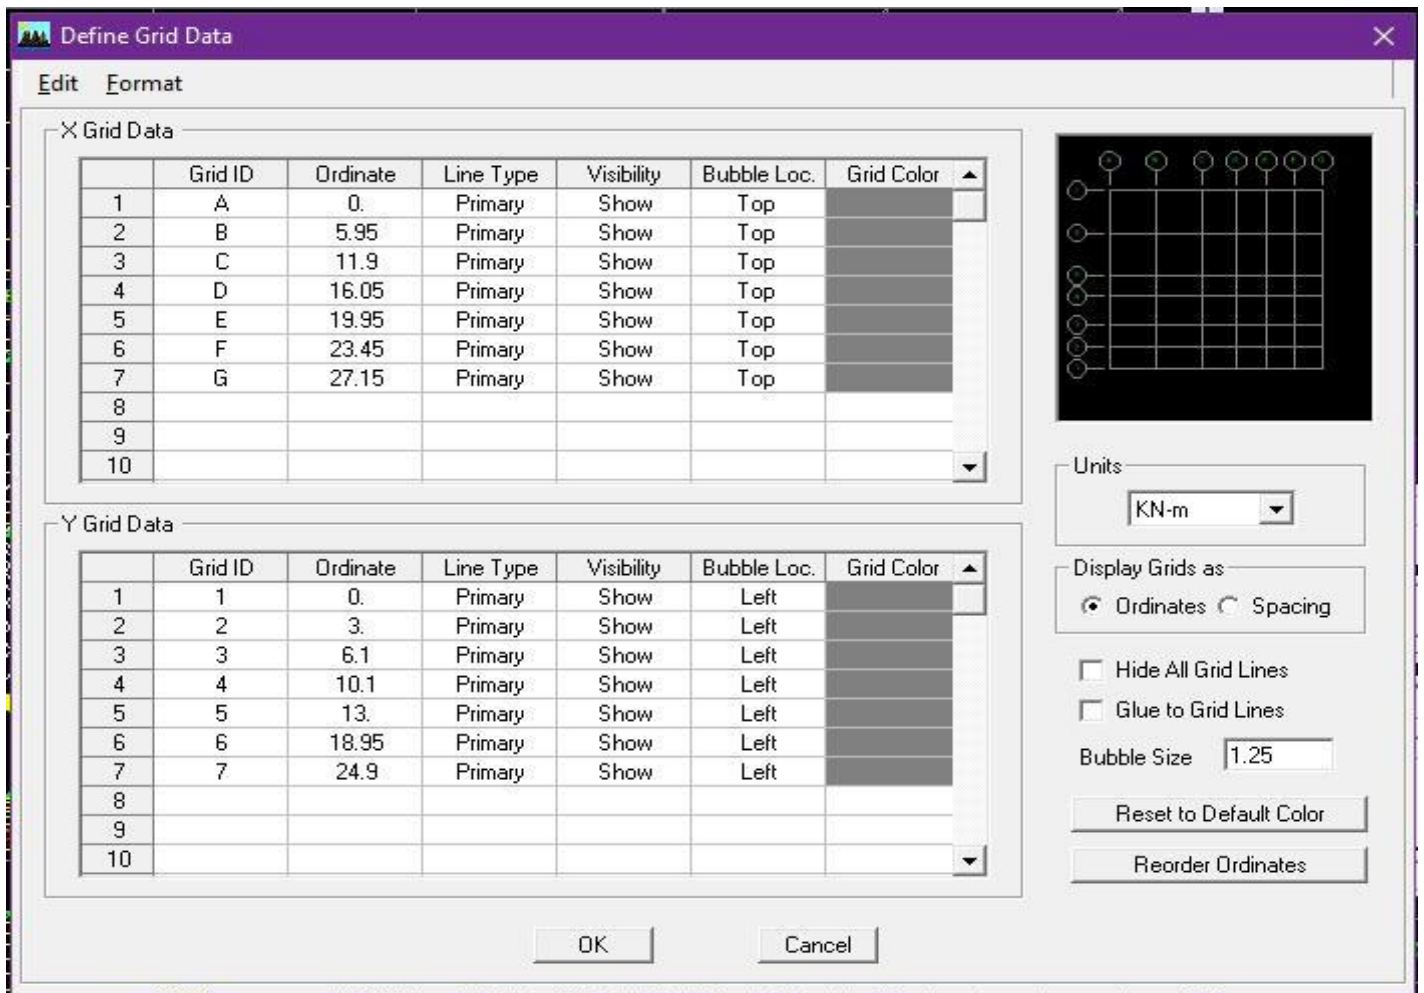 Define Grid Data
Edit Format
X Grid Data
Grid ID Ordinate Line Type Visibility Bubble Loc. Grid Color
1 A 0. Primary Show Top
2 B 5.95 Primary Show Top
3 C 11.9 Primary Show Top
4 D 16.05 Primary Show Top
5 E 19.95 Primary Show Top
6 F 23.45 Primary Show Top
7 G 27.15 Primary Show Top
8
9
10
Y Grid Data
Grid ID Ordinate Line Type Visibility Bubble Loc. Grid Color
1 1 0. Primary Show Left
2 2 3. Primary Show Left
3 3 6.1 Primary Show Left
4 4 10.1 Primary Show Left
5 5 13. Primary Show Left
6 6 18.95 Primary Show Left
7 7 24.9 Primary Show Left
8
9
10
Units
KN-m
Display Grids as
Ordinates Spacing
Hide All Grid Lines
Glue to Grid Lines
Bubble Size 1.25
Reset to Default Color
Reorder Ordinates
OK Cancel